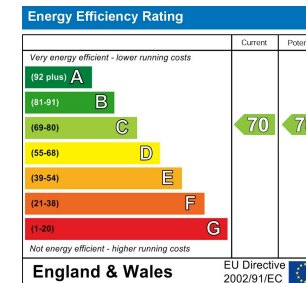 Energy Efficiency Rating
Current
Very energy efficient - lower running costs
(92 plus) A
(81-91) B
(69-80) C 70
(55-68) D
(39-54) E
(21-38) F
(1-20) G
Not energy efficient - higher running costs
England & Wales
EU Directive
2002/91/EC